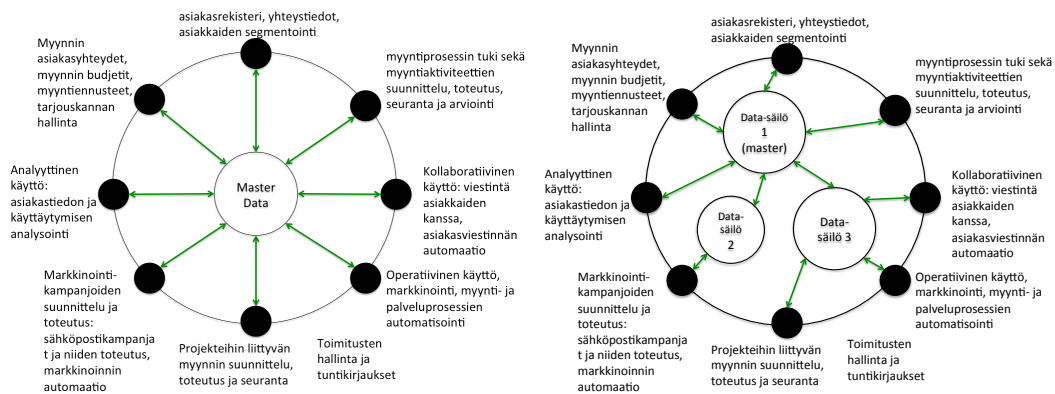 asiakasrekisteri, yhteystiedot,
asiakkaiden segmentointi
Myynnin
asiakasyhteydet,
myynnin budjetit,
myyntiennusteet,
tarjouskannan
hallinta
myyntiprosessin tuki sekä
myyntiaktiviteettien
suunnittelu, toteutus,
seuranta ja arviointi
Analyyttinen
käyttö:
asiakastiedon ja
käyttäytymisen
analysointi
Master
Data
Kollaboratiivinen
käyttö: viestintä
asiakkaiden
kanssa,
asiakasviestinnän
automaatio
Markkinointi-
kampanjoiden
suunnittelu ja
toteutus:
sähköpostikampanja
t ja niiden toteutus,
markkinoinnin
automaatio
Operatiivinen käyttö,
markkinointi, myynti- ja
palveluprosessien
automatisointi
Projekteihin liittyvän
myynnin suunnittelu,
toteutus ja seuranta
Toimitusten
hallinta ja
tuntikirjaukset
asiakasrekisteri, yhteystiedot,
asiakkaiden segmentointi
Myynnin
asiakasyhteydet,
myynnin budjetit,
myyntiennusteet,
tarjouskannan
hallinta
myyntiprosessin tuki sekä
myyntiaktiviteettien
suunnittelu, toteutus,
seuranta ja arviointi
Data-säilö
1
(master)
Analyyttinen
käyttö:
asiakastiedon ja
käyttäytymisen
analysointi
Data-
säilö
2
Data-
säilö 3
Kollaboratiivinen
käyttö: viestintä
asiakkaiden
kanssa,
asiakasviestinnän
automaatio
Markkinointi-
kampanjoiden
suunnittelu ja
toteutus:
sähköpostikampanja
t ja niiden toteutus,
markkinoinnin
automaatio
Operatiivinen käyttö,
markkinointi, myynti- ja
palveluprosessien
automatisointi
Projekteihin liittyvän
myynnin suunnittelu,
toteutus ja seuranta
Toimitusten
hallinta ja
tuntikirjaukset